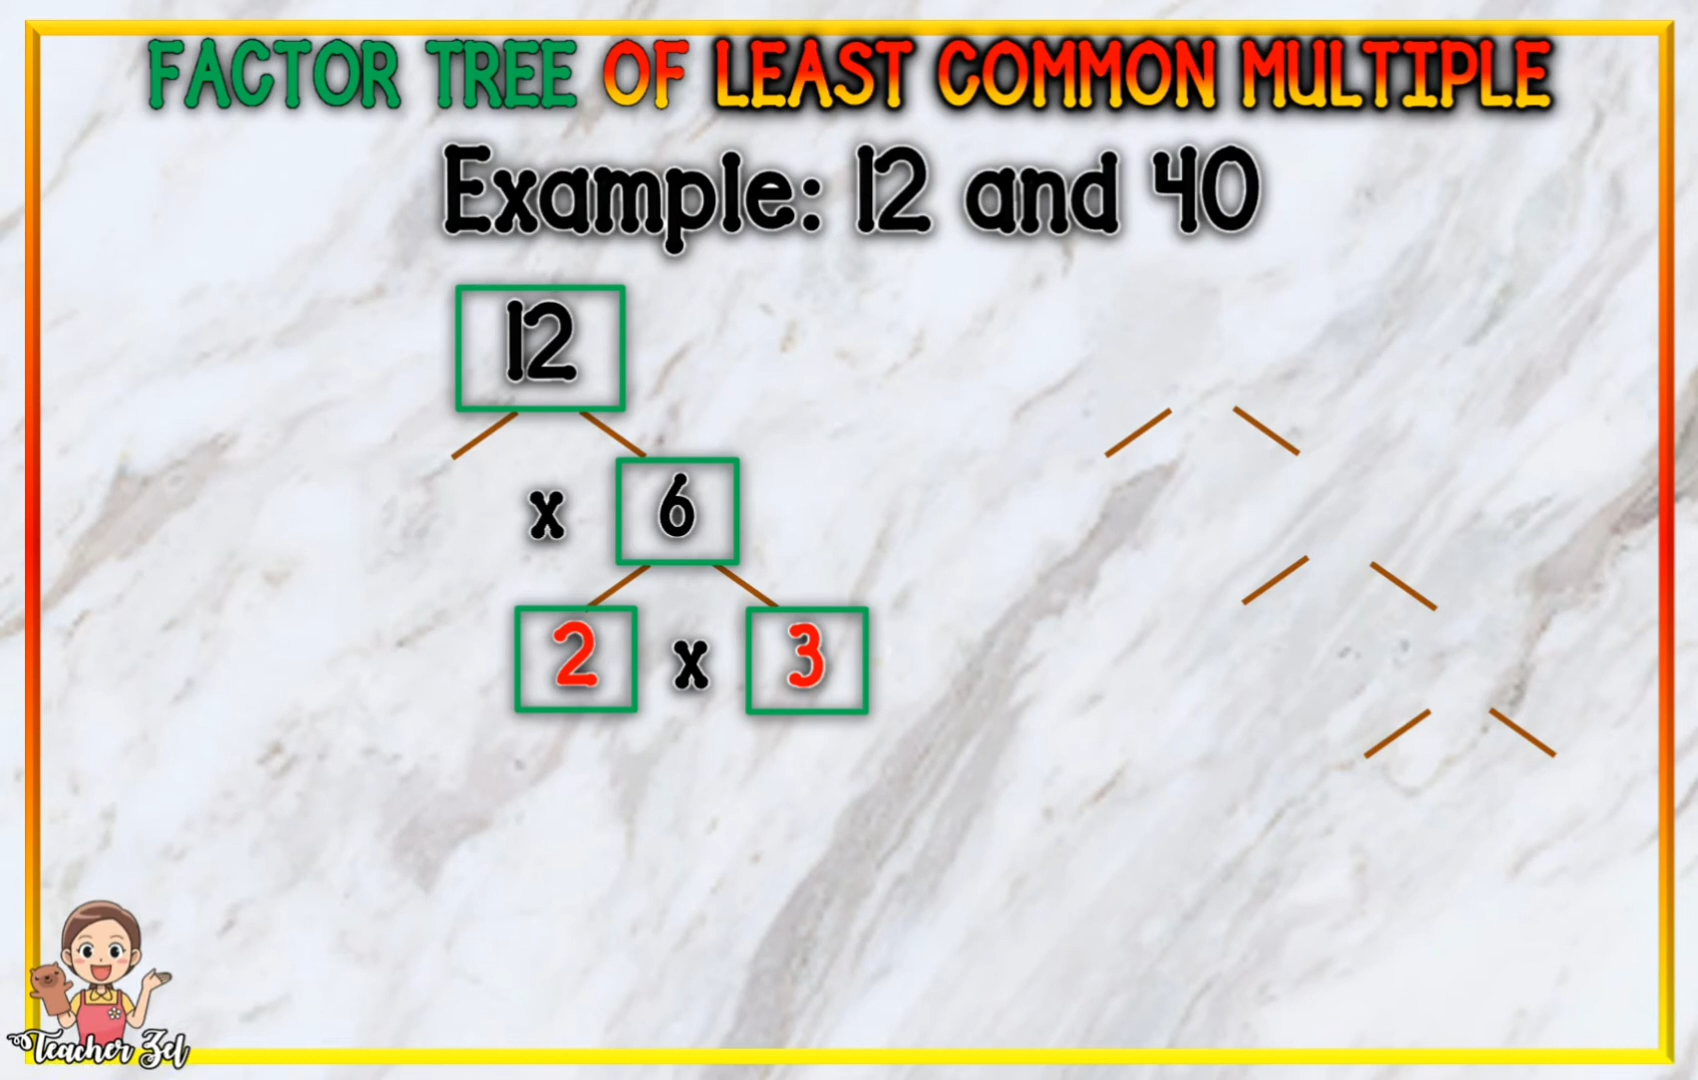 FACTOR TREE OF LEAST COMMON MULTIPLE
Example: 12 and 40
12
x 6
2 x 3
Teacher Zel